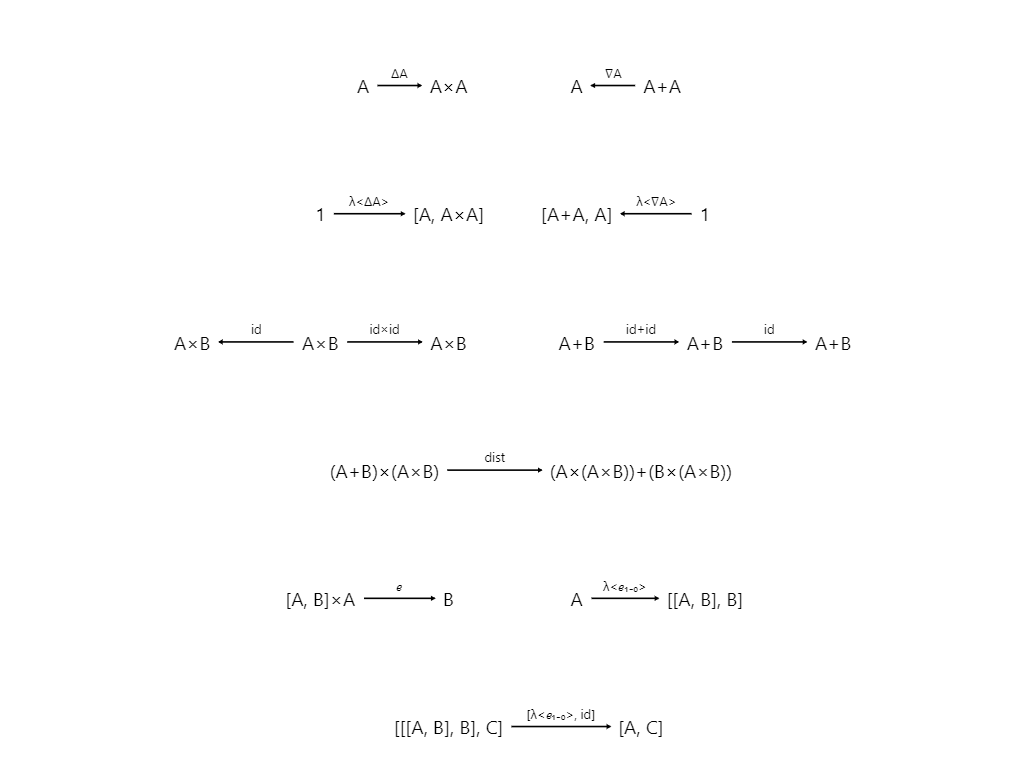 ΔA ∇A
A A×A A A+A
λ<ΔA> λ<∇A>
1 [A, A×A] [A+A, A] 1
id id×id id+id id
A×B A×B A×B A+B A+B A+B
dist
(A+B)×(A×B) (A×(A×B))+(B×(A×B))
e λ<e₁₋₀>
[A, B]×A B A [[A, B], B]
[λ<e₁₋₀>, id]
[[[A, B], B], C] [A, C]